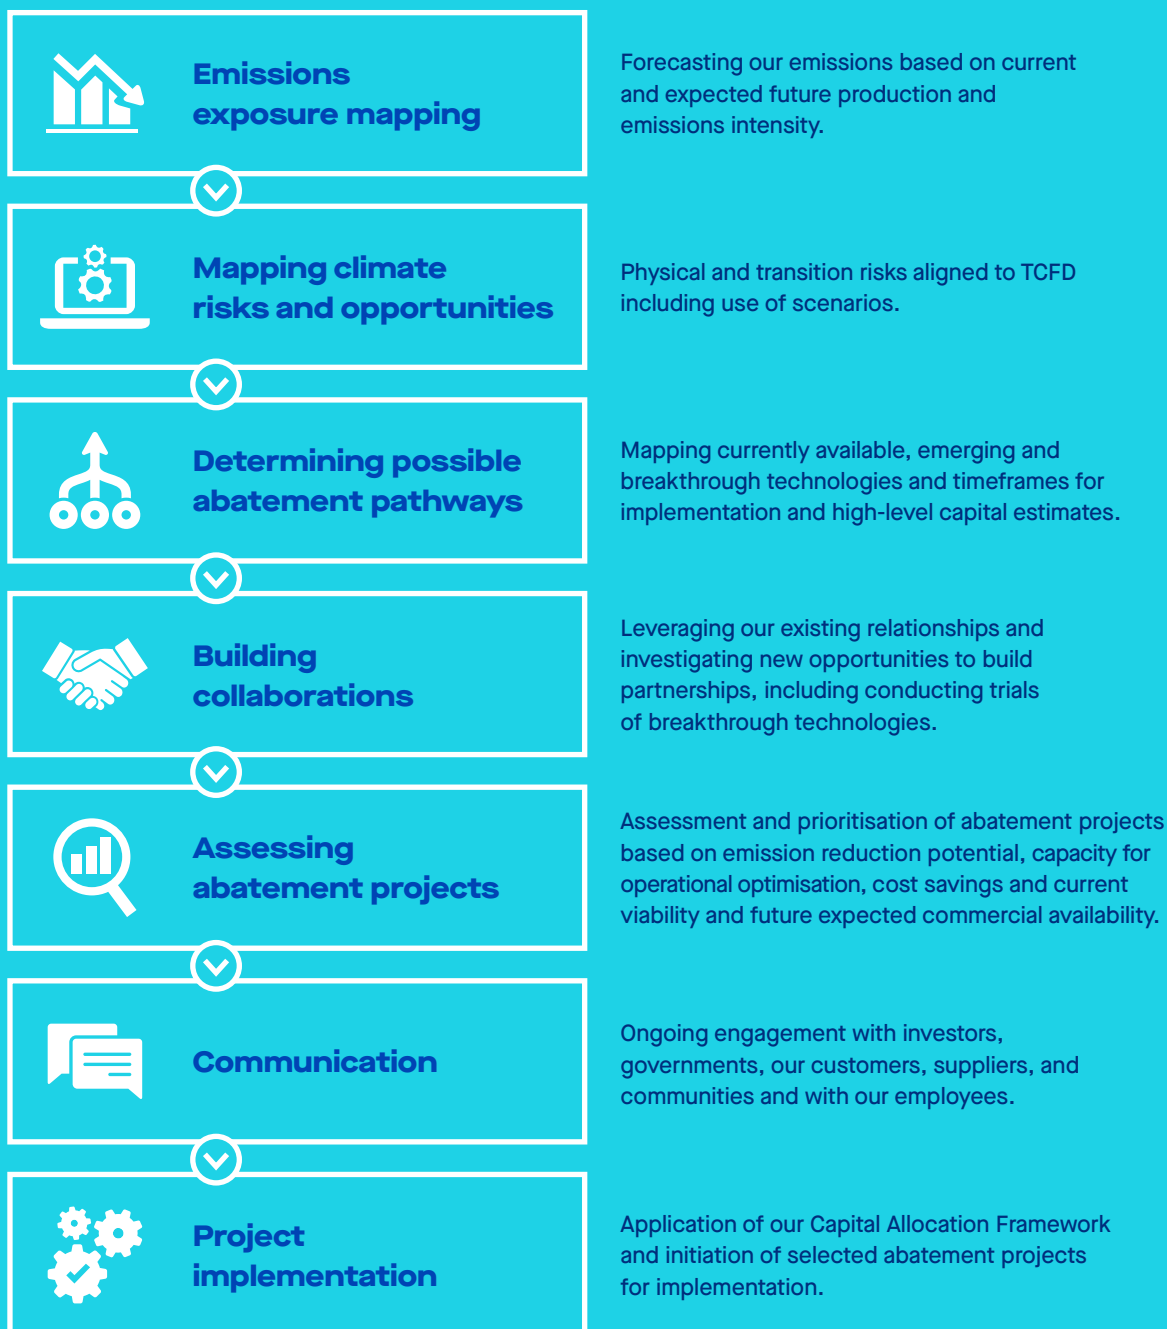 Emissions
exposure mapping
Forecasting our emissions based on current
and expected future production and
emissions intensity.
Mapping climate
risks and opportunities
Physical and transition risks aligned to TCFD
including use of scenarios.
Determining possible
abatement pathways
Mapping currently available, emerging and
breakthrough technologies and timeframes for
implementation and high-level capital estimates.
Building
collaborations
Leveraging our existing relationships and
investigating new opportunities to build
partnerships, including conducting trials
of breakthrough technologies.
Assessing
abatement projects
Assessment and prioritisation of abatement projects
based on emission reduction potential, capacity for
operational optimisation, cost savings and current
viability and future expected commercial availability.
Communication
Ongoing engagement with investors,
governments, our customers, suppliers, and
communities and with our employees.
Project
implementation
Application of our Capital Allocation Framework
and initiation of selected abatement projects
for implementation.